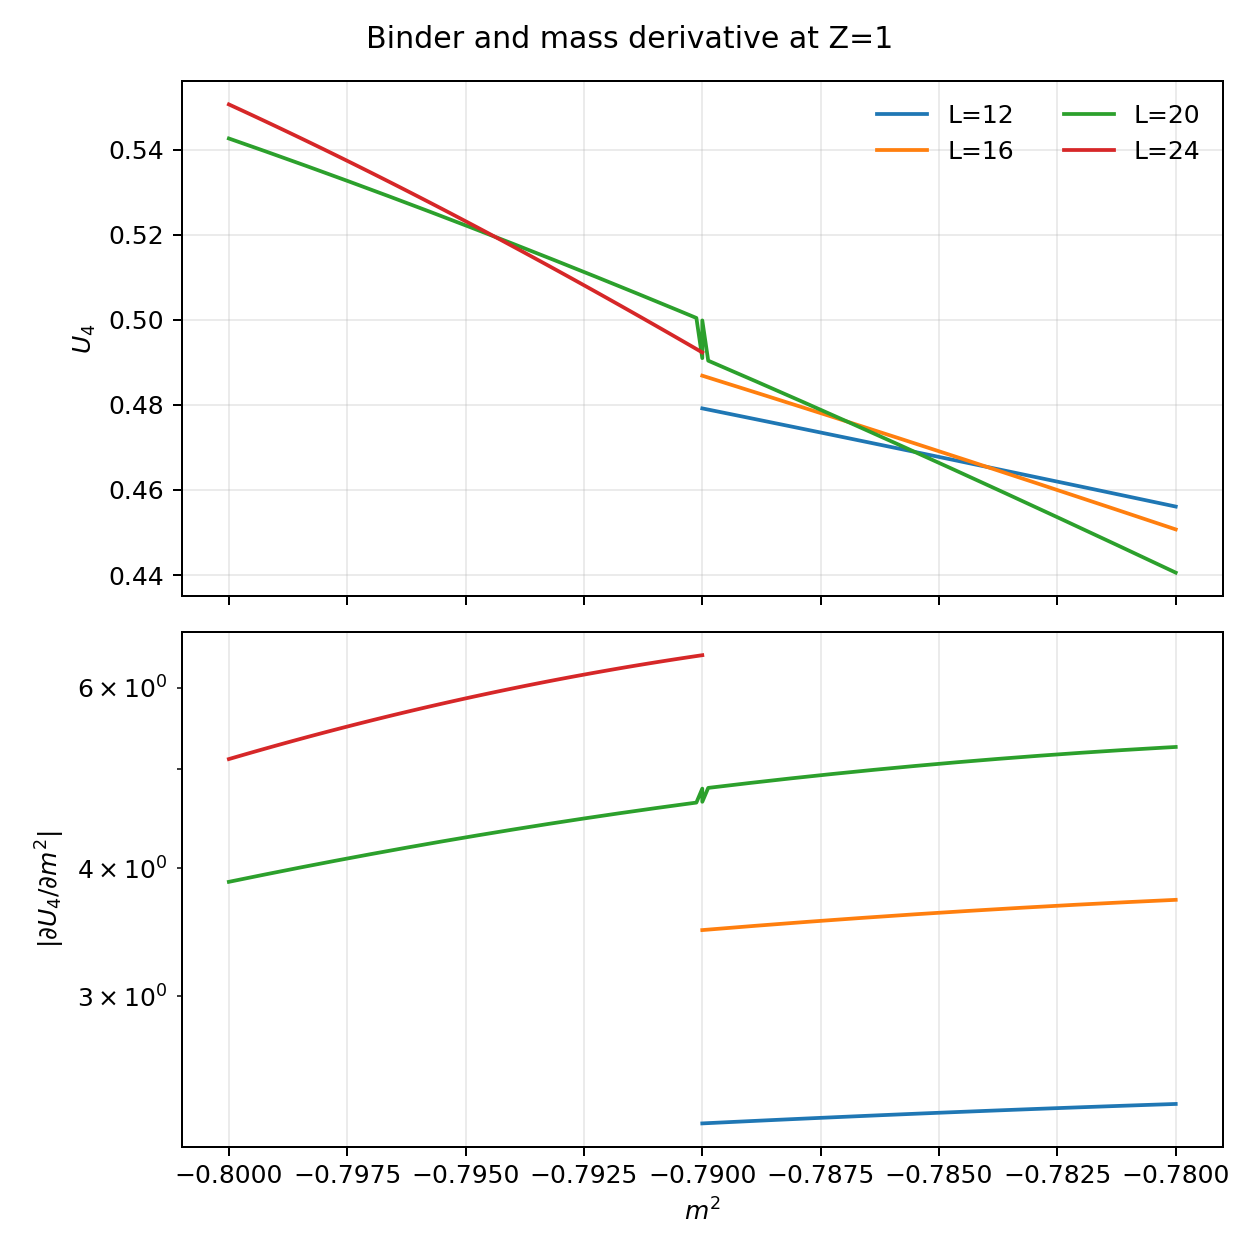 Binder and mass derivative at Z=1
L=12 L=20
L=16 L=24
U₄
0.54
0.52
0.50
0.48
0.46
0.44
|∂U₄/∂m²|
6 × 10⁰
4 × 10⁰
3 × 10⁰
−0.8000 −0.7975 −0.7950 −0.7925 −0.7900 −0.7875 −0.7850 −0.7825 −0.7800
m²